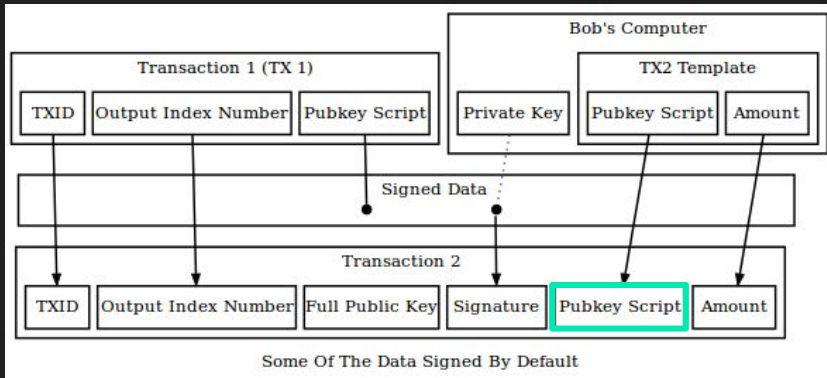 Bob's Computer
Transaction 1 (TX 1)
TX2 Template
TXID
Output Index Number
Pubkey Script
Private Key
Pubkey Script
Amount
Signed Data
Transaction 2
TXID
Output Index Number
Full Public Key
Signature
Pubkey Script
Amount
Some Of The Data Signed By Default